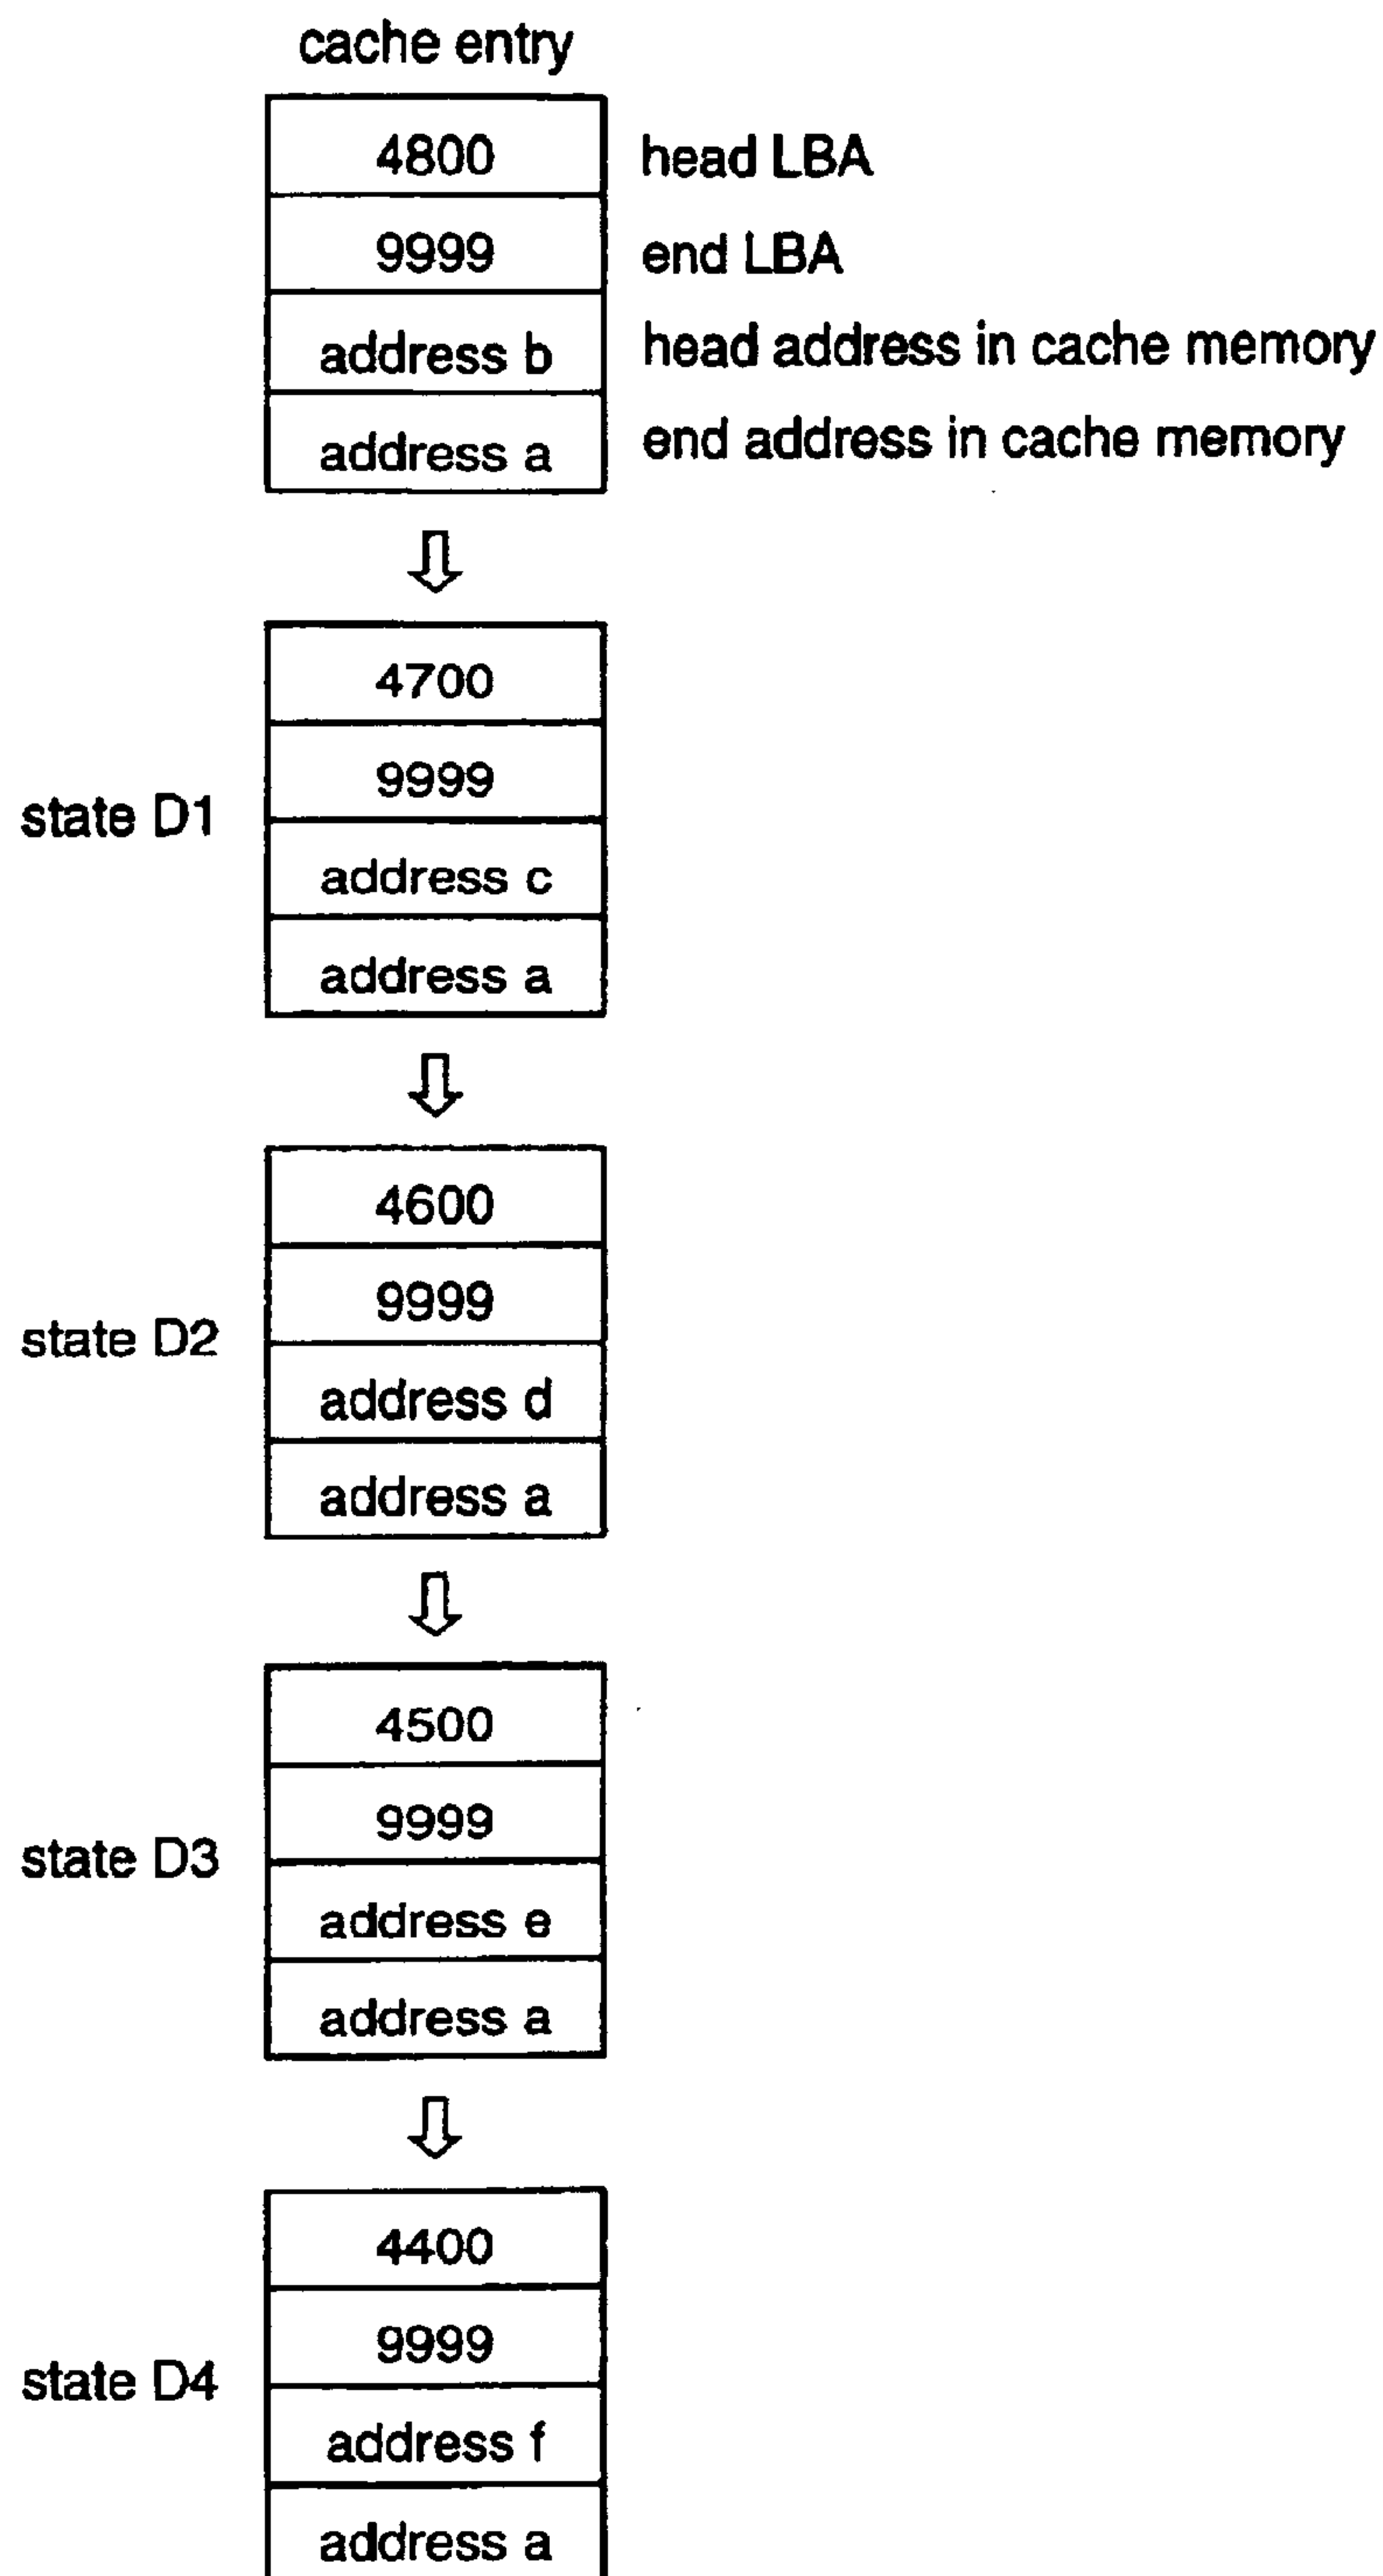 cache entry
4800 head LBA
9999 end LBA
address b head address in cache memory
address a end address in cache memory
4700
9999
state D1
address c
address a
4600
9999
state D2
address d
address a
4500
9999
state D3
address e
address a
4400
9999
state D4
address f
address a